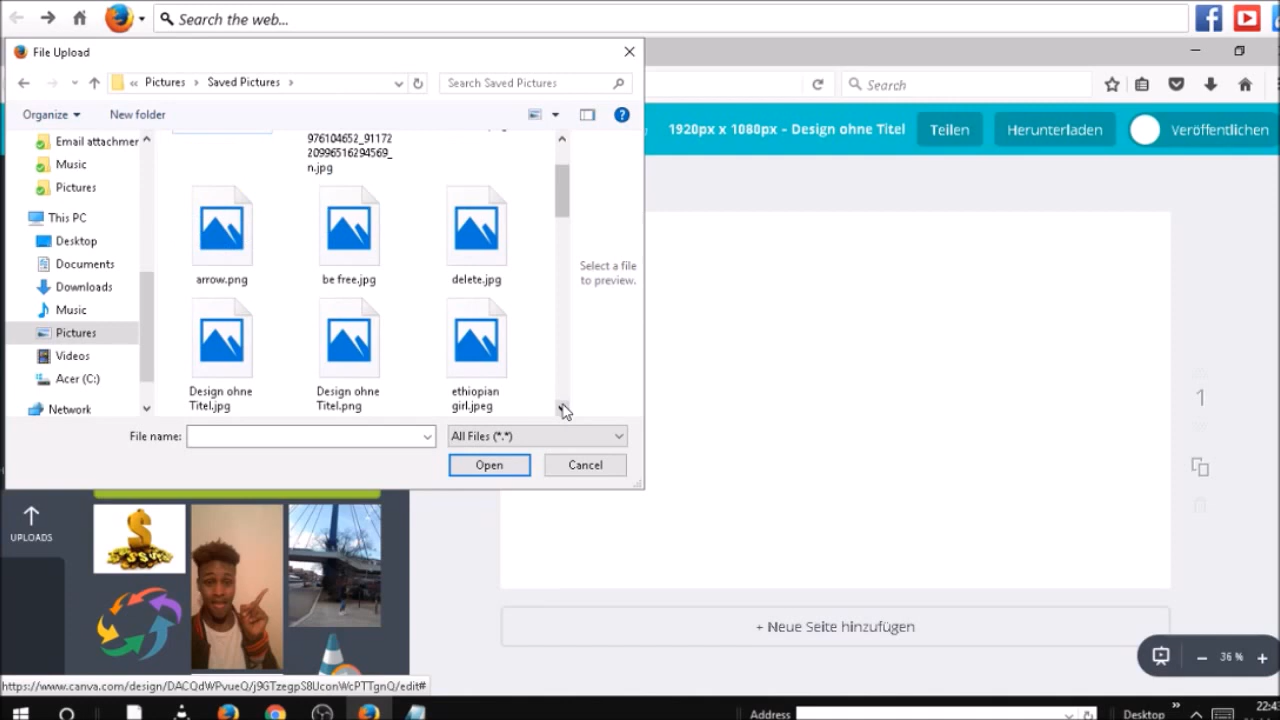 Search the web...
File Upload
« Pictures > Saved Pictures >
Search Saved Pictures
Search
Organize
New folder
1920px x 1080px - Design ohne Titel
Teilen
Herunterladen
Veröffentlichen
Email attachmer
Music
Pictures
This PC
Desktop
Documents
Downloads
Music
Pictures
Videos
Acer (C:)
Network
976104652_91172
20996516294569_
n.jpg
arrow.png
be free.jpg
delete.jpg
Design ohne
Titel.jpg
Design ohne
Titel.png
ethiopian
girl.jpeg
Select a file
to preview.
File name:
All Files (*.*)
Open
Cancel
1
UPLOADS
+ Neue Seite hinzufügen
36 %
https://www.canva.com/design/DACQdWPvueQ/j9GTzegpS8UconWcPTTgnQ/edit#
Address
Desktop